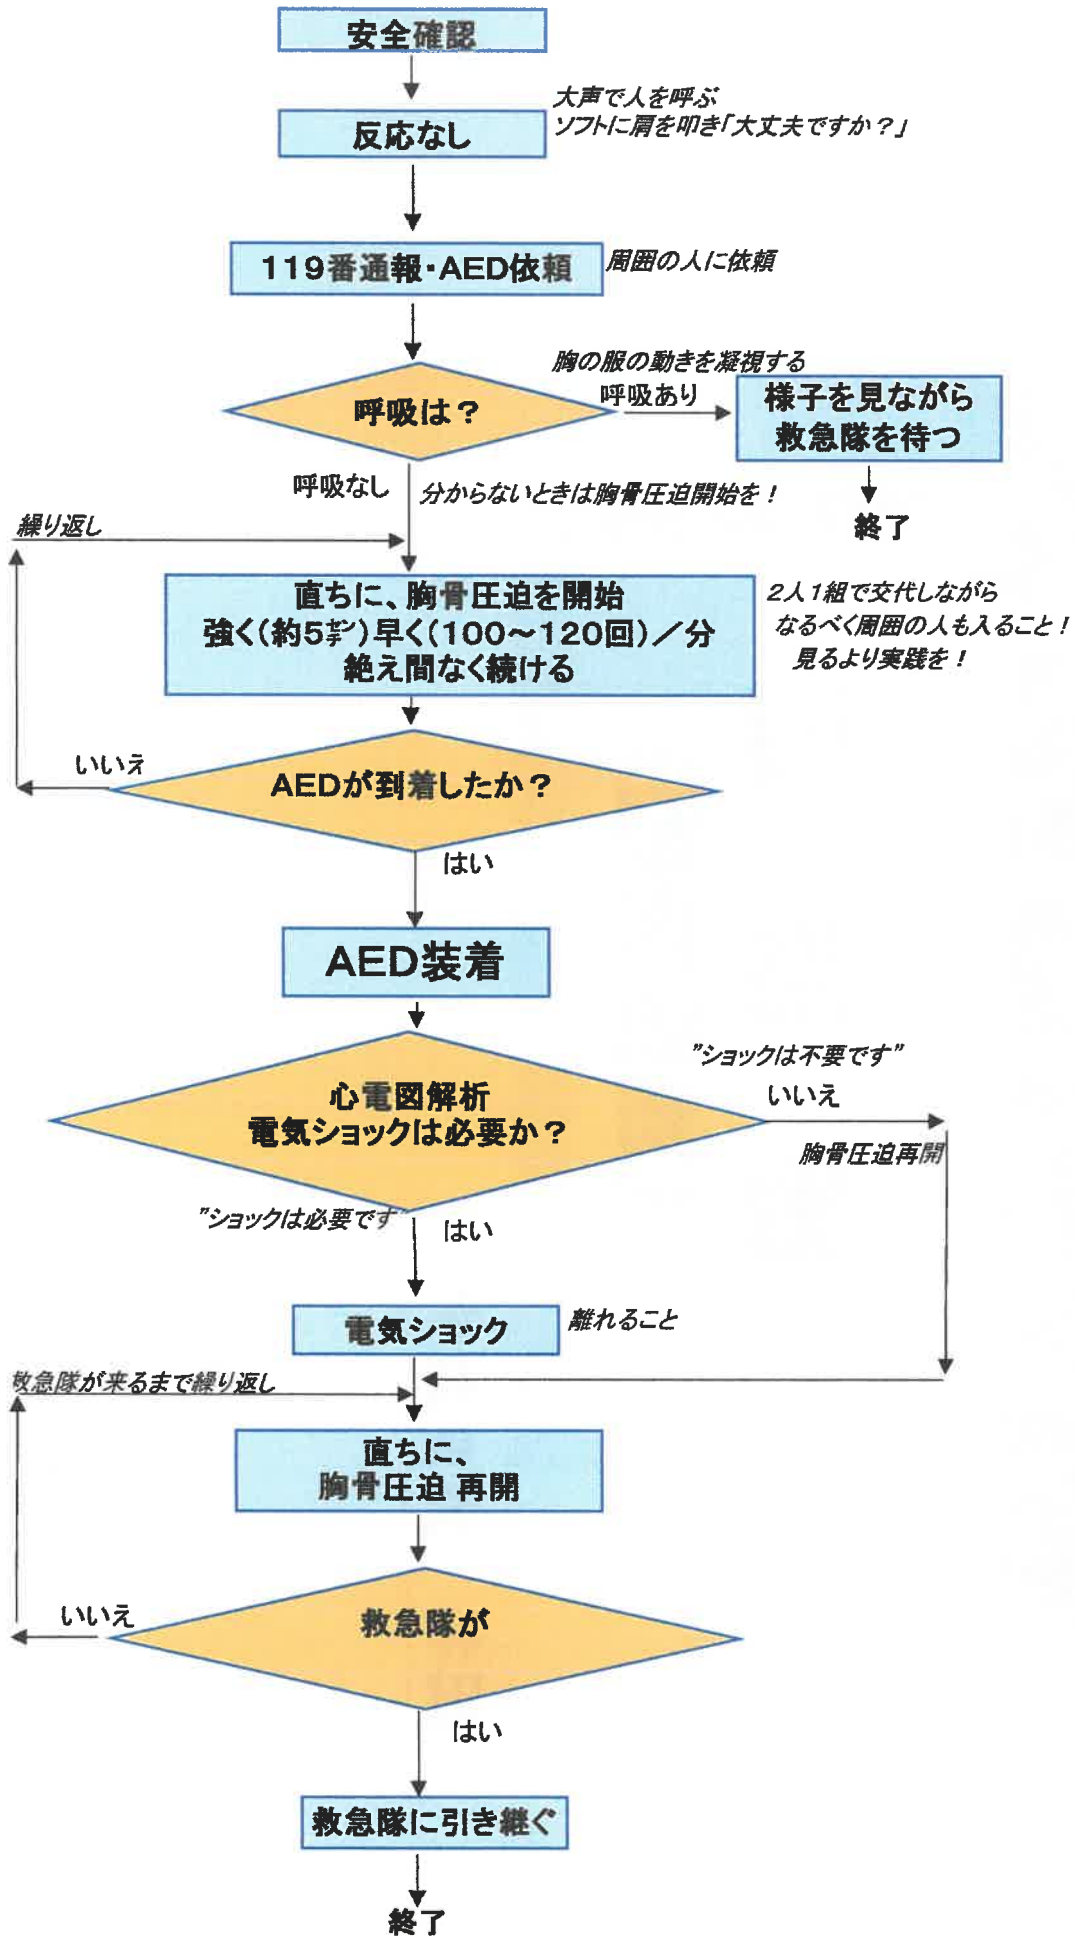 安全確認
大声で人を呼ぶ
ソフトに肩を叩き「大丈夫ですか？」
反応なし
119番通報・AED依頼
周囲の人に依頼
胸の服の動きを凝視する
呼吸は？
呼吸あり
様子を見ながら
救急隊を待つ
呼吸なし
分からないときは胸骨圧迫開始を！
終了
繰り返し
直ちに、胸骨圧迫を開始
強く（約5㌢）早く（100～120回）／分
絶え間なく続ける
2人1組で交代しながら
なるべく周囲の人も入ること！
見るより実践を！
いいえ
AEDが到着したか？
はい
AED装着
”ショックは不要です”
いいえ
心電図解析
電気ショックは必要か？
胸骨圧迫再開
”ショックは必要です”
はい
電気ショック
離れること
救急隊が来るまで繰り返し
直ちに、
胸骨圧迫 再開
いいえ
救急隊が
はい
救急隊に引き継ぐ
終了